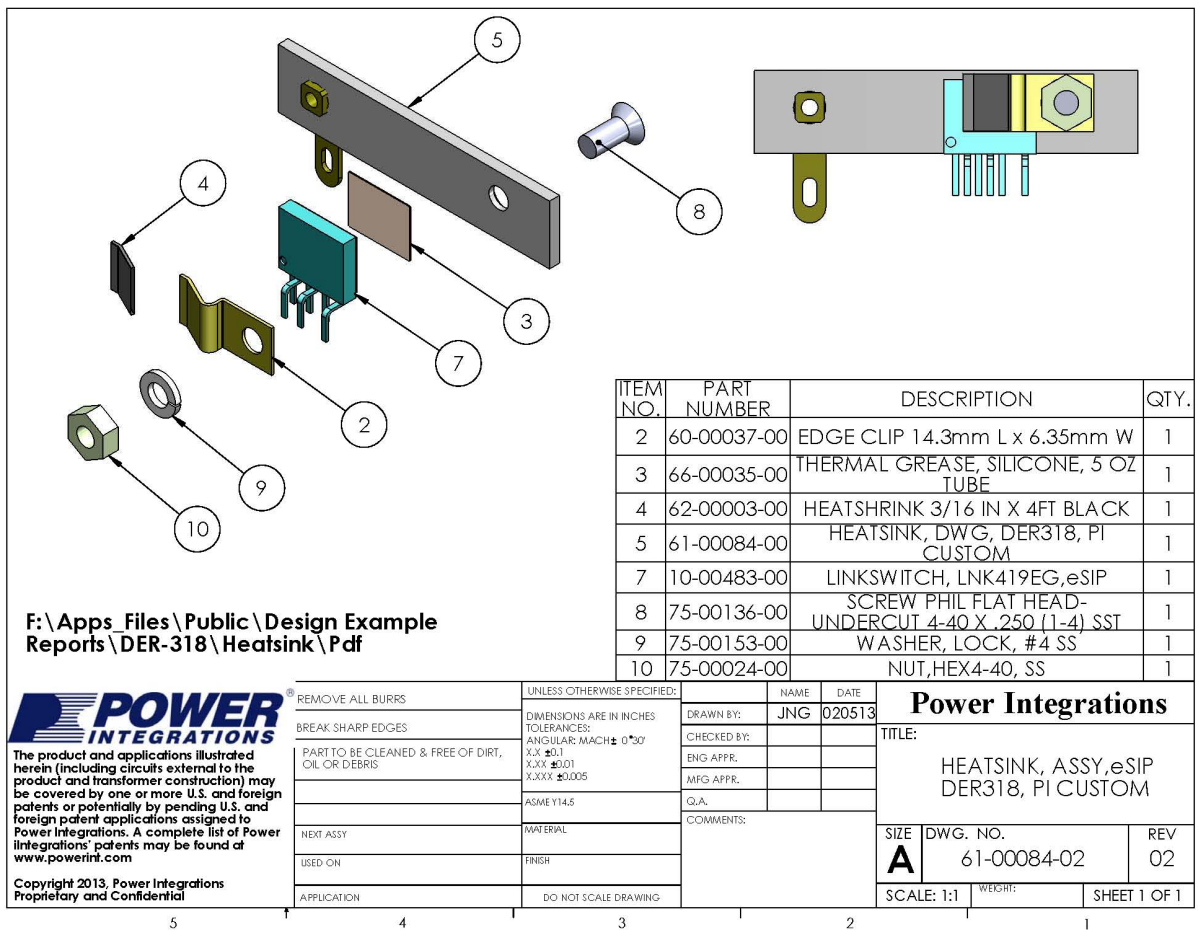 5
8
4
3
7
2
9
10
ITEM NO. PART NUMBER DESCRIPTION QTY.
2 60-00037-00 EDGE CLIP 14.3mm L x 6.35mm W 1
3 66-00035-00 THERMAL GREASE, SILICONE, 5 OZ TUBE 1
4 62-00003-00 HEATSHRINK 3/16 IN X 4FT BLACK 1
5 61-00084-00 HEATSINK, DWG, DER318, PI CUSTOM 1
7 10-00483-00 LINKSWITCH, LNK419EG,eSIP 1
8 75-00136-00 SCREW PHIL FLAT HEAD-UNDERCUT 4-40 X .250 (1-4) SST 1
9 75-00153-00 WASHER, LOCK, #4 SS 1
10 75-00024-00 NUT,HEX4-40, SS 1
F:\Apps_Files\Public\Design Example
Reports\DER-318\Heatsink\Pdf
POWER®
INTEGRATIONS
The product and applications illustrated
herein (including circuits external to the
product and transformer construction) may
be covered by one or more U.S. and foreign
patents or potentially by pending U.S. and
foreign patent applications assigned to
Power Integrations. A complete list of Power
iIntegrations' patents may be found at
www.powerint.com
Copyright 2013, Power Integrations
Proprietary and Confidential
REMOVE ALL BURRS
BREAK SHARP EDGES
PART TO BE CLEANED & FREE OF DIRT,
OIL OR DEBRIS
NEXT ASSY
USED ON
APPLICATION
UNLESS OTHERWISE SPECIFIED:
DIMENSIONS ARE IN INCHES
TOLERANCES:
ANGULAR: MACH± 0°30'
X.X ±0.1
X.XX ±0.01
X.XXX ±0.005
ASME Y14.5
MATERIAL
FINISH
DO NOT SCALE DRAWING
NAME DATE
DRAWN BY: JNG 020513
CHECKED BY:
ENG APPR.
MFG APPR.
Q.A.
COMMENTS:
Power Integrations
TITLE:
HEATSINK, ASSY,eSIP
DER318, PI CUSTOM
SIZE DWG. NO. REV
A 61-00084-02 02
SCALE: 1:1 WEIGHT: SHEET 1 OF 1
5 4 3 2 1